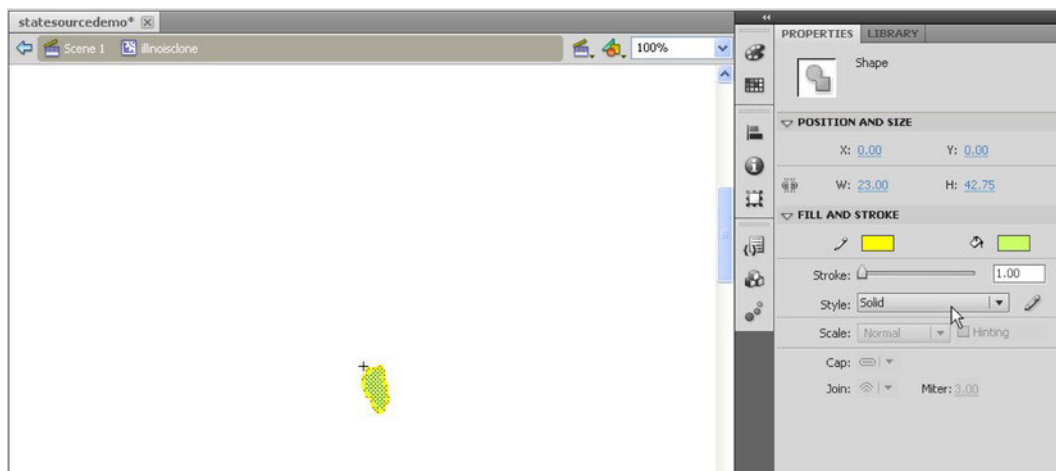 statesourcedemo*
Scene 1 illinoisclone 100%
PROPERTIES LIBRARY
Shape
POSITION AND SIZE
X: 0.00 Y: 0.00
W: 23.00 H: 42.75
FILL AND STROKE
Stroke: 1.00
Style: Solid
Scale: Normal Hinting
Cap:
Join: Miter: 3.00